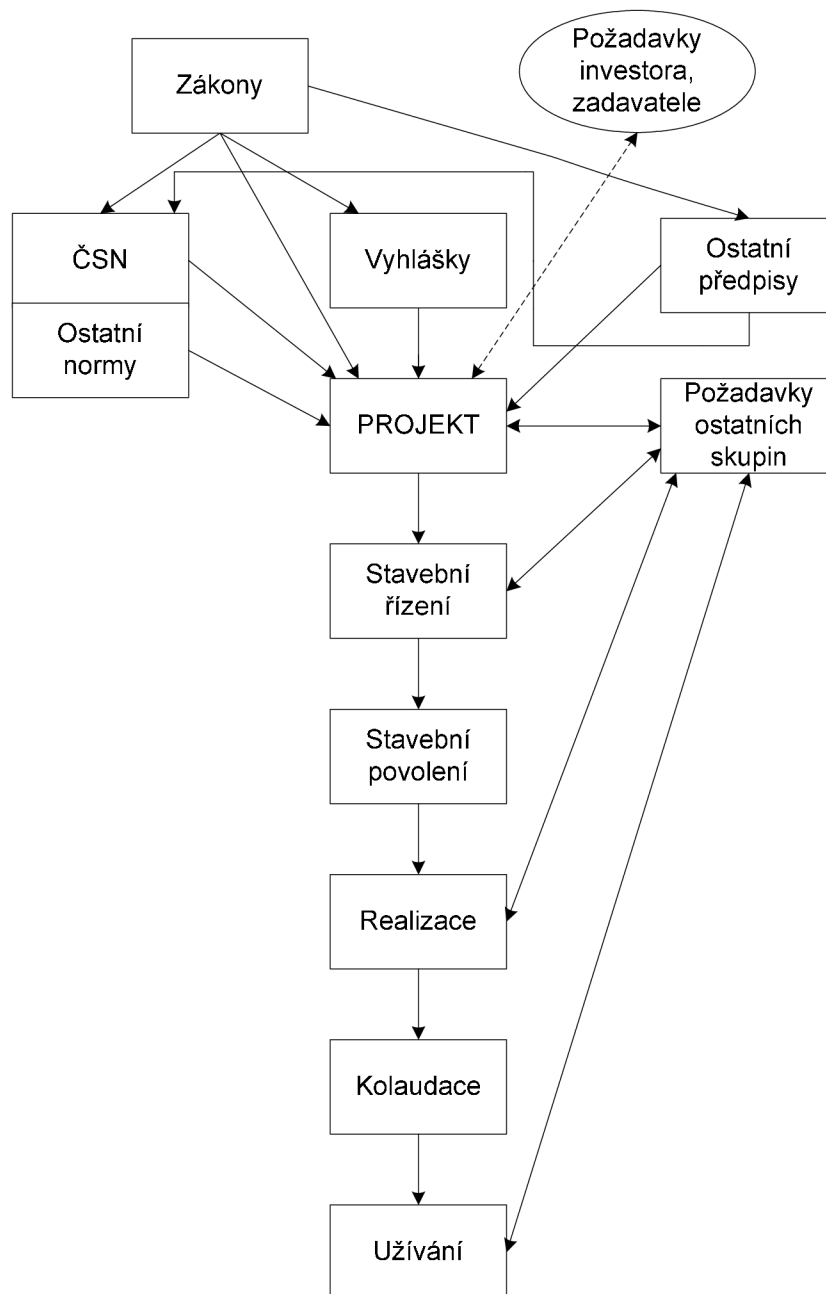 Zákony
Požadavky
investora,
zadavatele
ČSN
Ostatní
normy
Vyhlášky
Ostatní
předpisy
PROJEKT
Požadavky
ostatních
skupin
Stavební
řízení
Stavební
povolení
Realizace
Kolaudace
Užívání